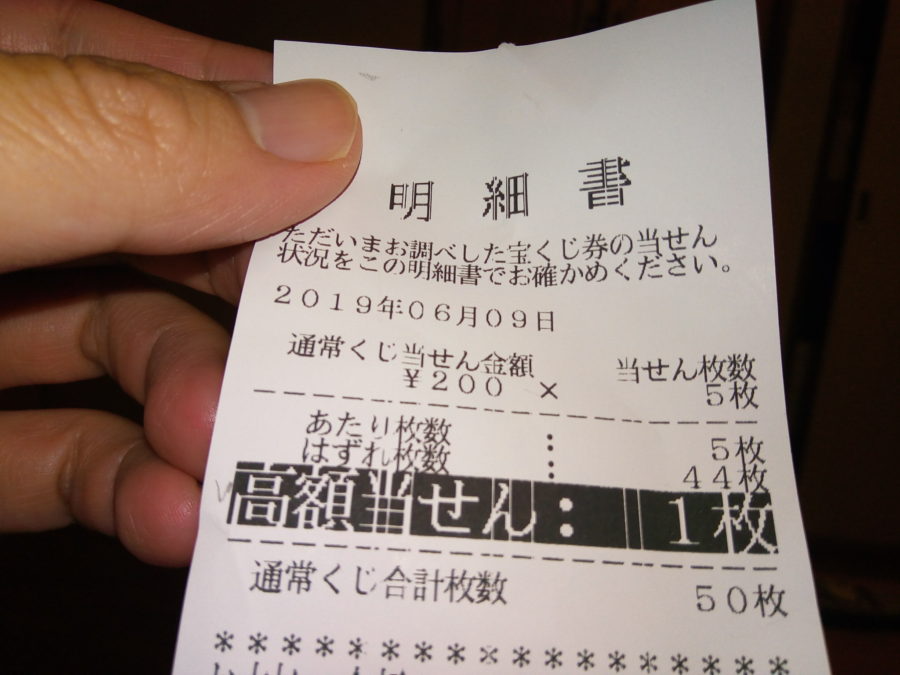 明細書
ただいまお調べした宝くじ券の当せん
状況をこの明細書でお確かめください。
2019年06月09日
通常くじ当せん金額 当せん枚数
¥200 × 5枚
あたり枚数 : 5枚
はずれ枚数 : 44枚
高額当せん: 1枚
通常くじ合計枚数 50枚
******************